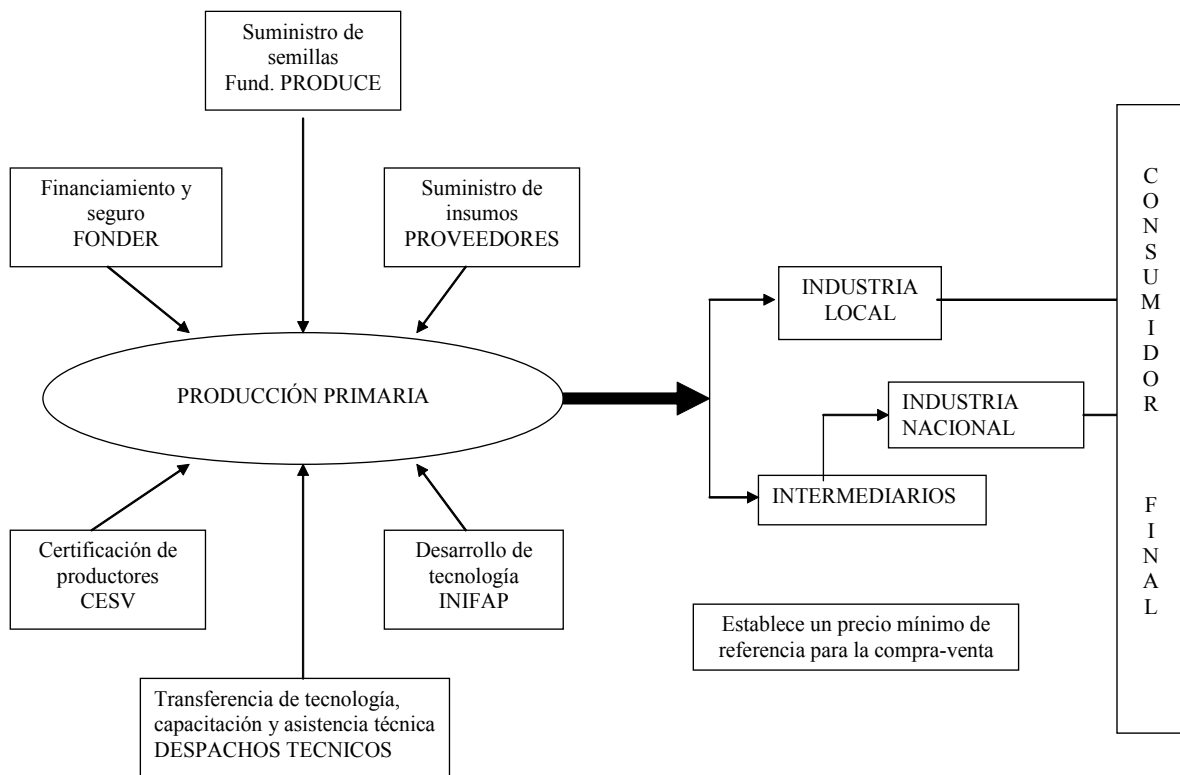 Suministro de
semillas
Fund. PRODUCE
Financiamiento y
seguro
FONDER
Suministro de
insumos
PROVEEDORES
PRODUCCIÓN PRIMARIA
Certificación de
productores
CESV
Desarrollo de
tecnología
INIFAP
Transferencia de tecnología,
capacitación y asistencia técnica
DESPACHOS TECNICOS
INDUSTRIA
LOCAL
INDUSTRIA
NACIONAL
INTERMEDIARIOS
Establece un precio mínimo de
referencia para la compra-venta
CONSUMIDOR
FINAL